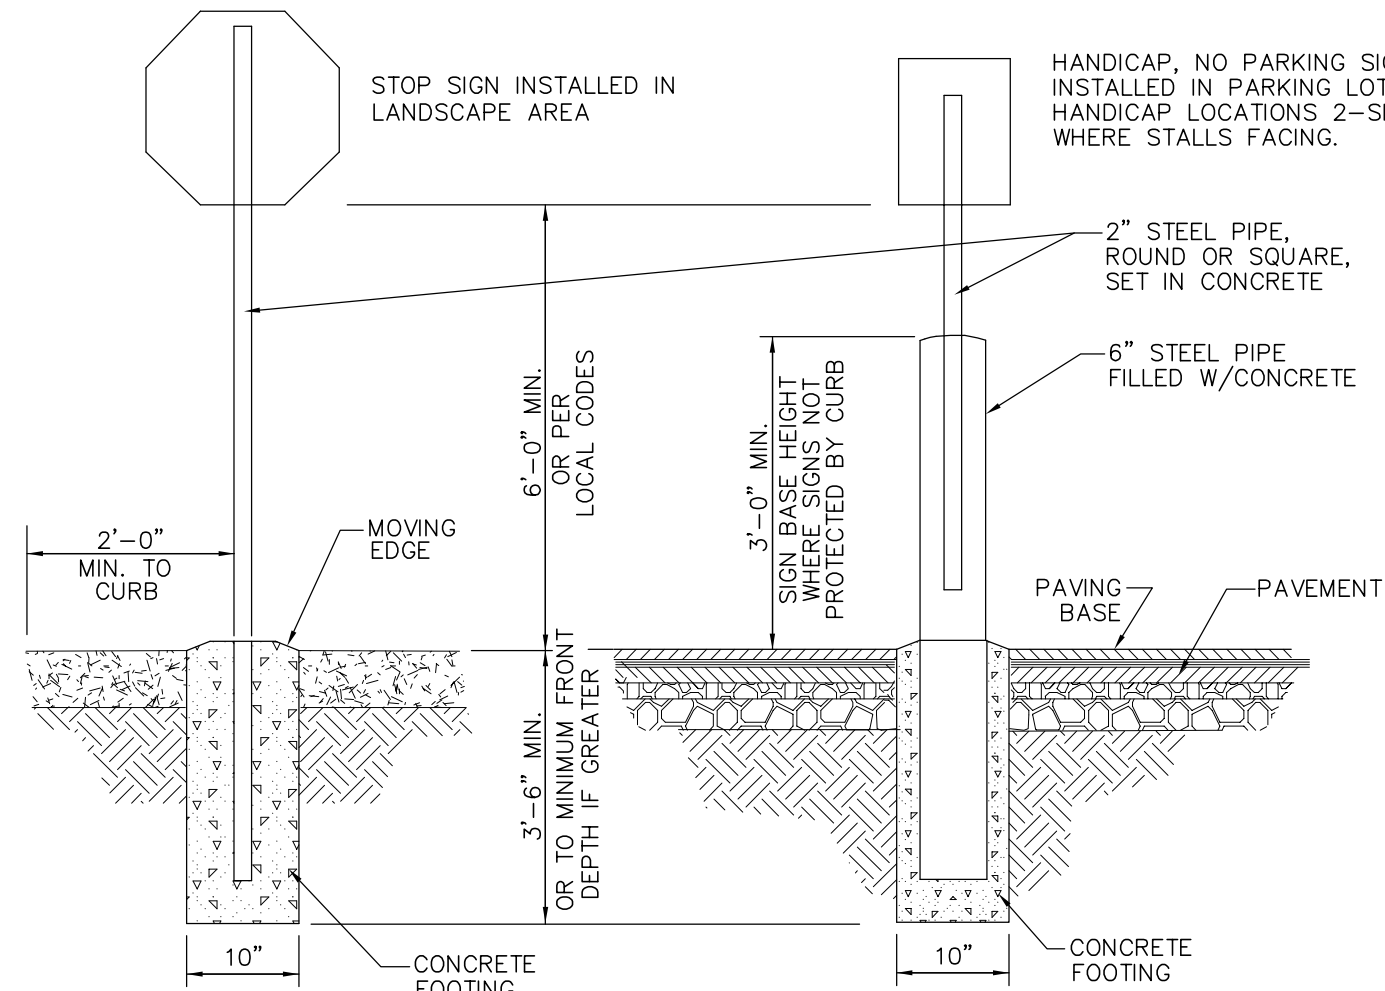 STOP SIGN INSTALLED IN
LANDSCAPE AREA
HANDICAP, NO PARKING
INSTALLED IN PARKING LOT
HANDICAP LOCATIONS
WHERE STALLS FACING.
2" STEEL PIPE,
ROUND OR SQUARE,
SET IN CONCRETE
6" STEEL PIPE
FILLED W/CONCRETE
6'-0" MIN.
OR PER
LOCAL CODES
3'-0" MIN.
SIGN BASE HEIGHT
WHERE SIGNS NOT
PROTECTED BY CURB
2'-0"
MIN. TO
CURB
MOVING
EDGE
PAVING
BASE
PAVEMENT
3'-6" MIN.
OR TO MINIMUM FRONT
DEPTH IF GREATER
10"
CONCRETE
FOOTING
10"
CONCRETE
FOOTING